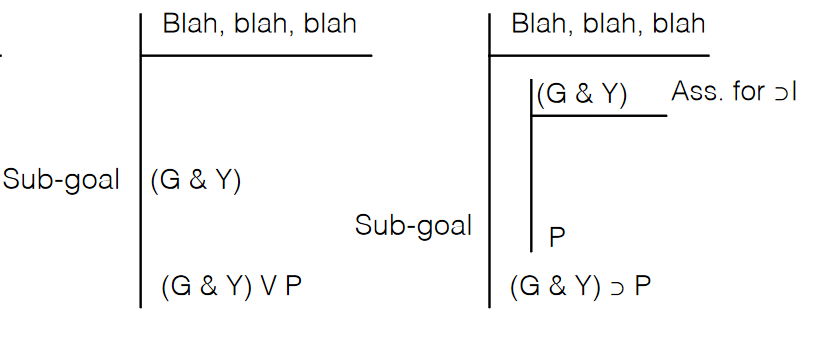 Blah, blah, blah
Sub-goal (G & Y)
(G & Y) V P
Blah, blah, blah
(G & Y) Ass. for ⊃I
Sub-goal P
(G & Y) ⊃ P